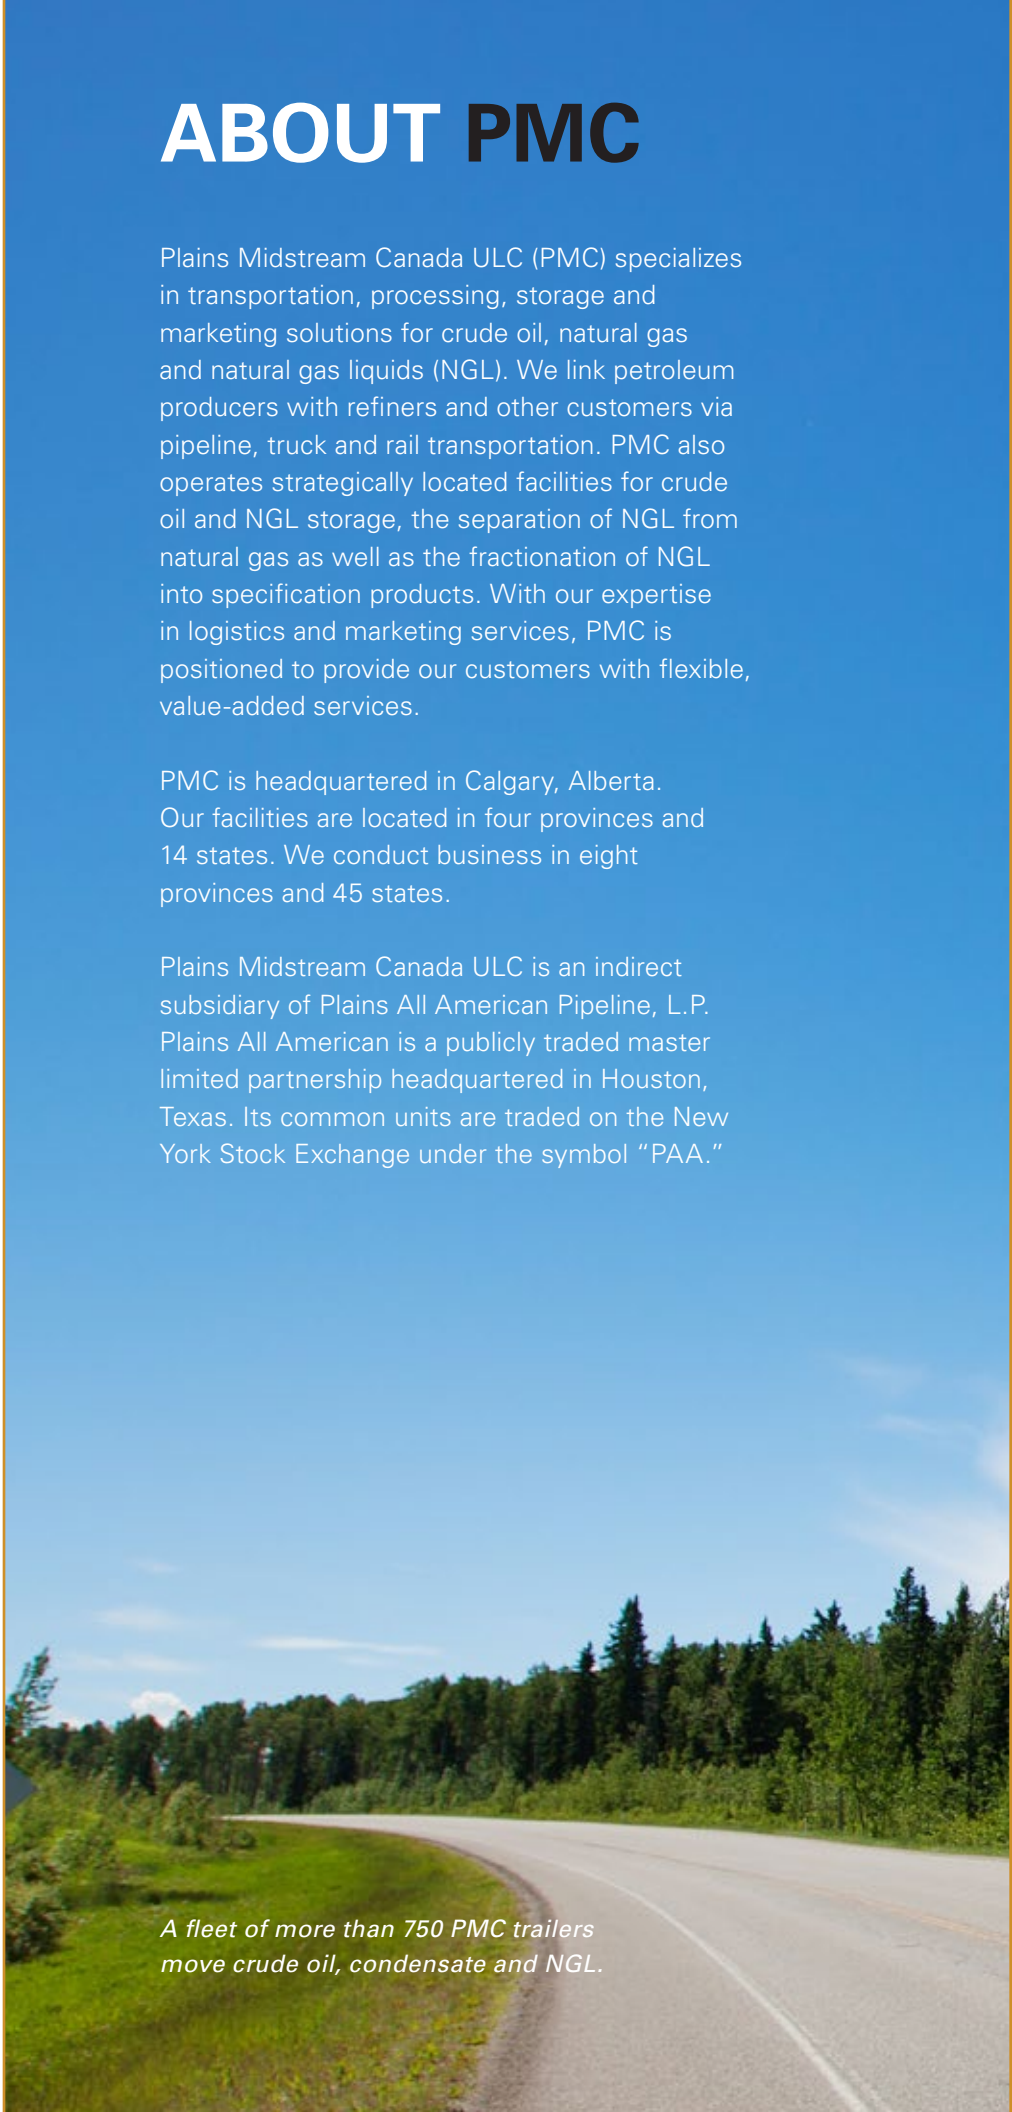 ABOUT PMC
Plains Midstream Canada ULC (PMC) specializes
in transportation, processing, storage and
marketing solutions for crude oil, natural gas
and natural gas liquids (NGL). We link petroleum
producers with refiners and other customers via
pipeline, truck and rail transportation. PMC also
operates strategically located facilities for crude
oil and NGL storage, the separation of NGL from
natural gas as well as the fractionation of NGL
into specification products. With our expertise
in logistics and marketing services, PMC is
positioned to provide our customers with flexible,
value-added services.
PMC is headquartered in Calgary, Alberta.
Our facilities are located in four provinces and
14 states. We conduct business in eight
provinces and 45 states.
Plains Midstream Canada ULC is an indirect
subsidiary of Plains All American Pipeline, L.P.
Plains All American is a publicly traded master
limited partnership headquartered in Houston,
Texas. Its common units are traded on the New
York Stock Exchange under the symbol “PAA.”
A fleet of more than 750 PMC trailers
move crude oil, condensate and NGL.